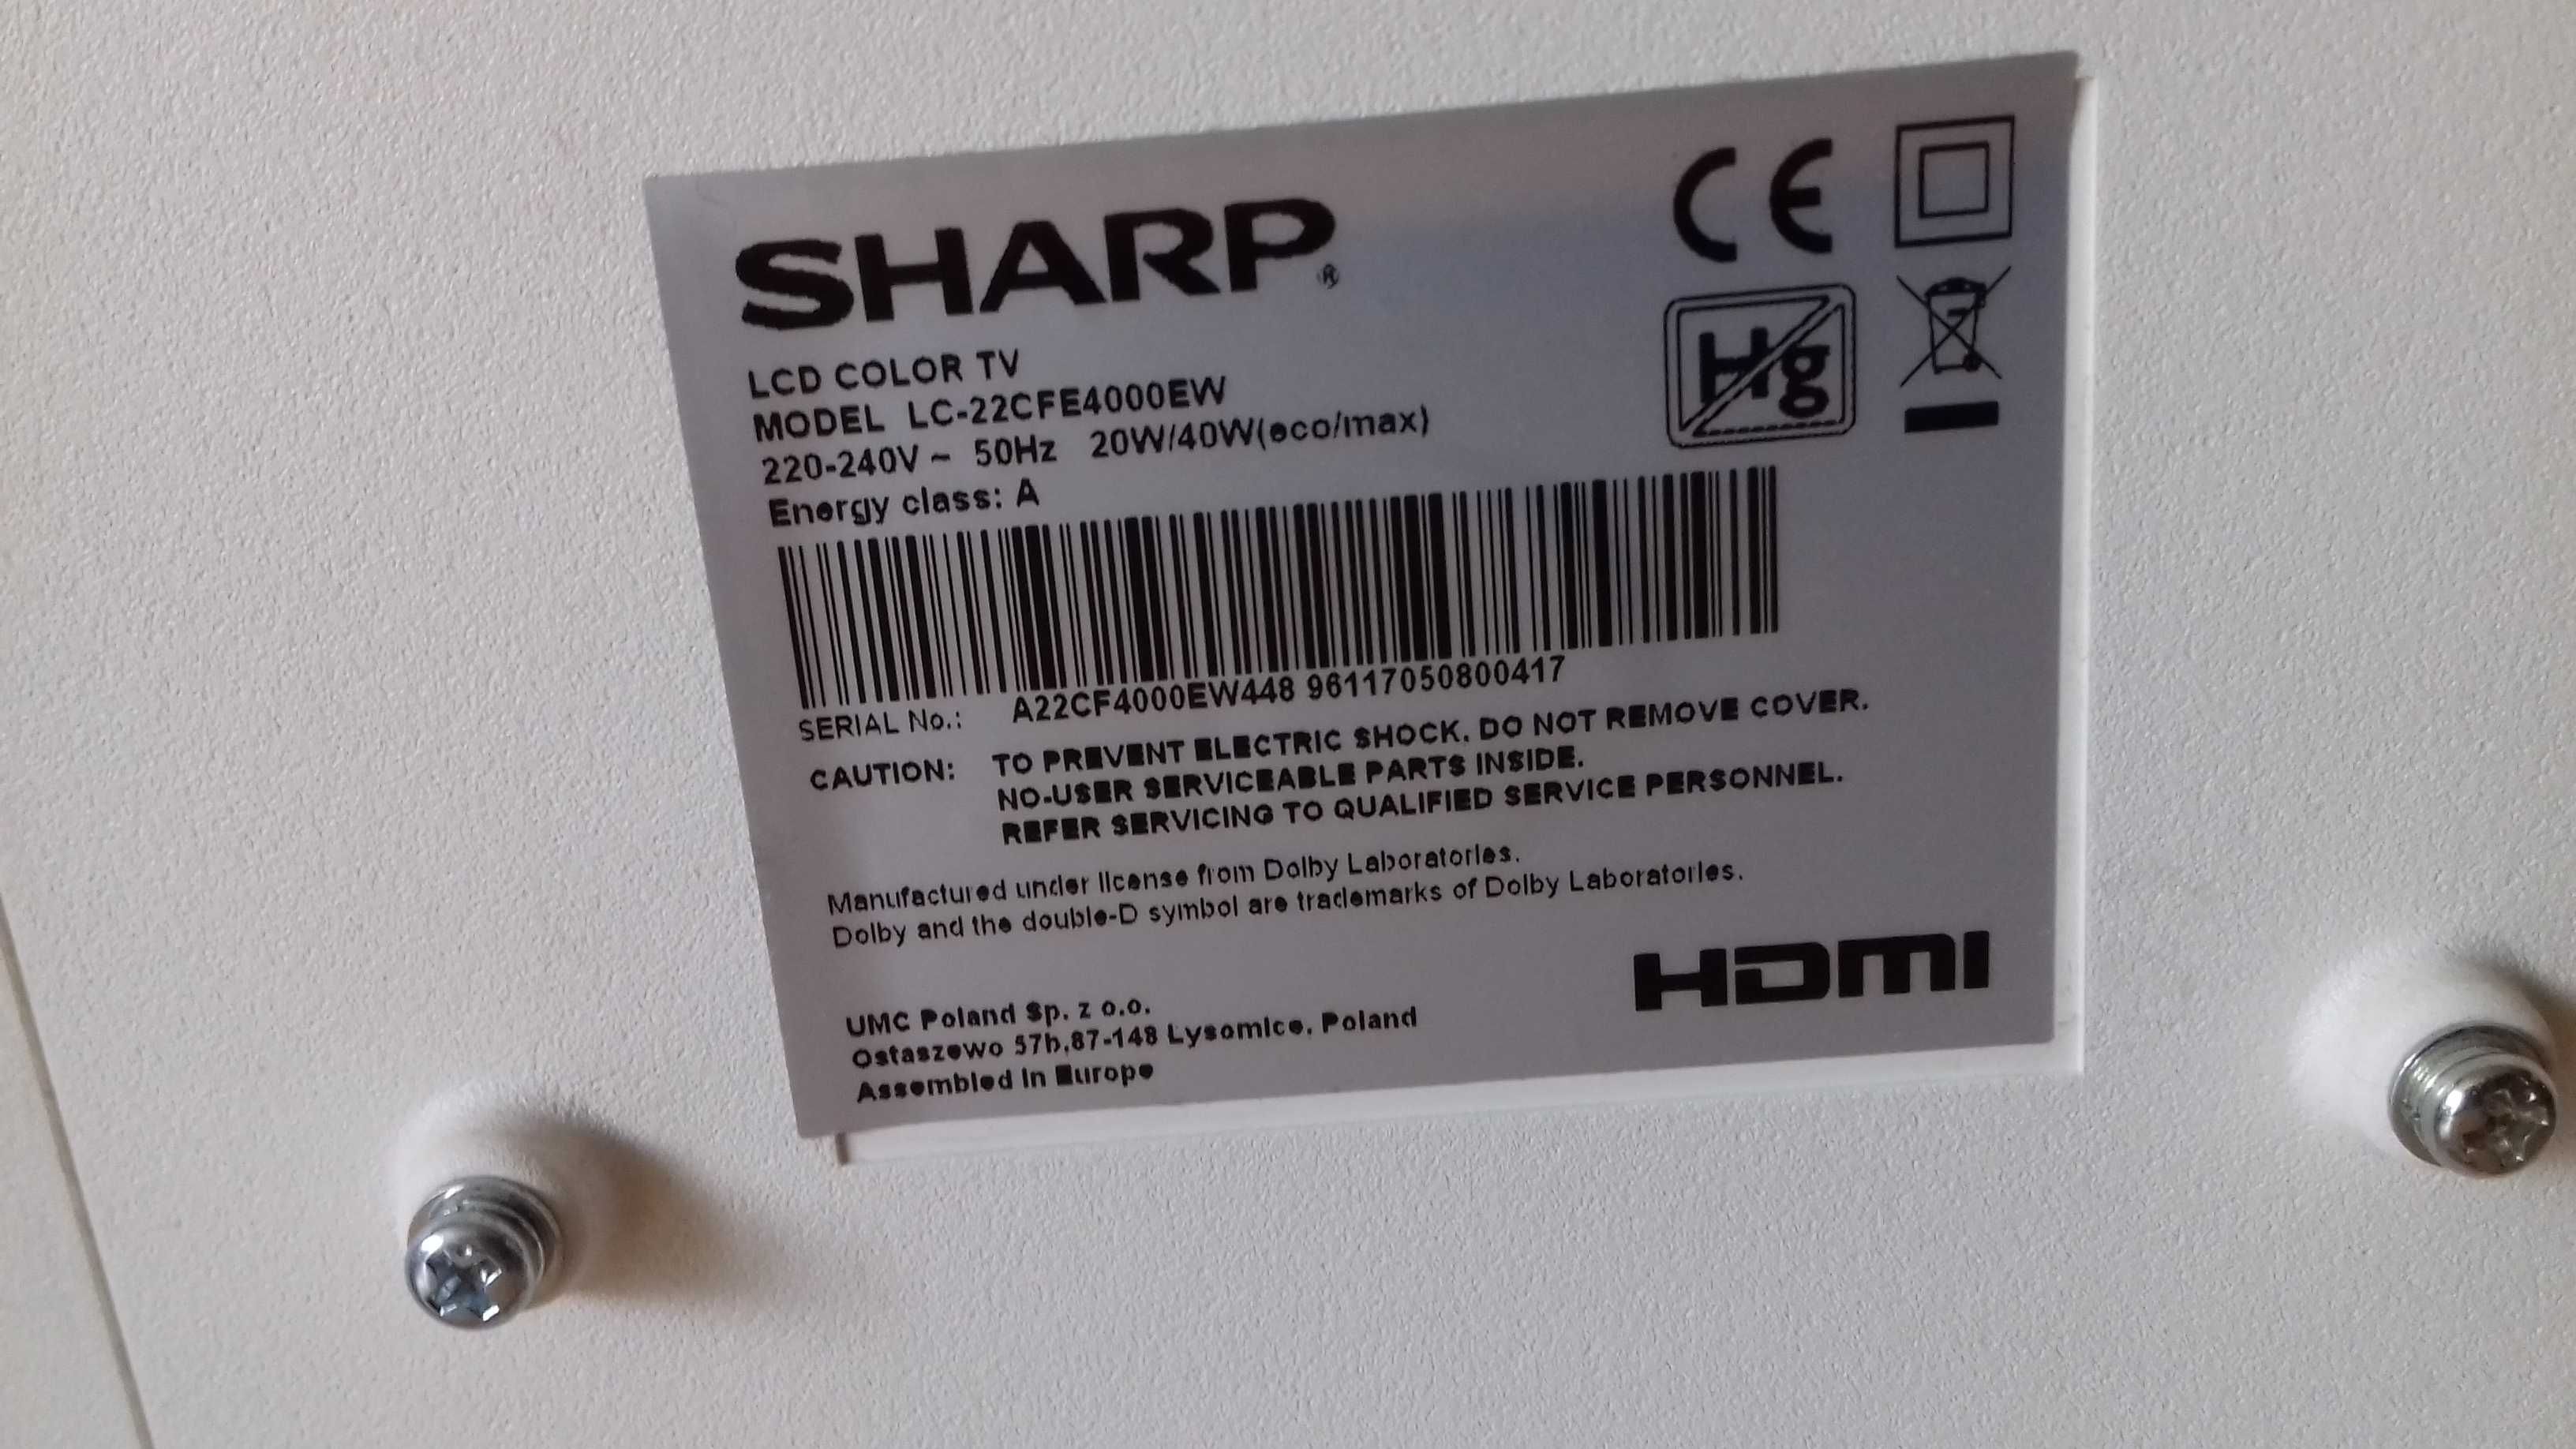 SHARP®
CE
Hg
LCD COLOR TV
MODEL LC-22CFE4000EW
220-240V ~ 50Hz 20W/40W(eco/max)
Energy class: A
SERIAL No.: A22CF4000EW448 96117050800417
CAUTION: TO PREVENT ELECTRIC SHOCK. DO NOT REMOVE COVER.
NO-USER SERVICEABLE PARTS INSIDE.
REFER SERVICING TO QUALIFIED SERVICE PERSONNEL.
Manufactured under license from Dolby Laboratories.
Dolby and the double-D symbol are trademarks of Dolby Laboratories.
HDMI
UMC Poland Sp. z o.o.
Ostaszewo 57b,87-148 Lysomice, Poland
Assembled in Europe